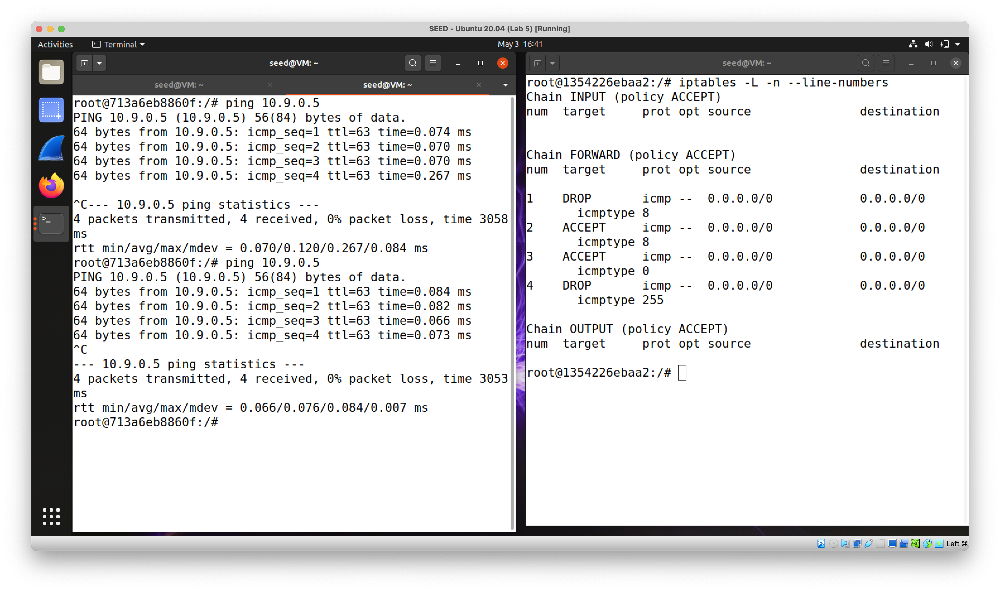 SEED - Ubuntu 20.04 (Lab 5) [Running]
Activities
Terminal
May 3 16:41
seed@VM: ~
seed@VM: ~
seed@VM: ~
root@713a6eb8860f:/# ping 10.9.0.5
PING 10.9.0.5 (10.9.0.5) 56(84) bytes of data.
64 bytes from 10.9.0.5: icmp_seq=1 ttl=63 time=0.074 ms
64 bytes from 10.9.0.5: icmp_seq=2 ttl=63 time=0.070 ms
64 bytes from 10.9.0.5: icmp_seq=3 ttl=63 time=0.070 ms
64 bytes from 10.9.0.5: icmp_seq=4 ttl=63 time=0.267 ms
^C--- 10.9.0.5 ping statistics ---
4 packets transmitted, 4 received, 0% packet loss, time 3058
ms
rtt min/avg/max/mdev = 0.070/0.120/0.267/0.084 ms
root@713a6eb8860f:/# ping 10.9.0.5
PING 10.9.0.5 (10.9.0.5) 56(84) bytes of data.
64 bytes from 10.9.0.5: icmp_seq=1 ttl=63 time=0.084 ms
64 bytes from 10.9.0.5: icmp_seq=2 ttl=63 time=0.082 ms
64 bytes from 10.9.0.5: icmp_seq=3 ttl=63 time=0.066 ms
64 bytes from 10.9.0.5: icmp_seq=4 ttl=63 time=0.073 ms
^C
--- 10.9.0.5 ping statistics ---
4 packets transmitted, 4 received, 0% packet loss, time 3053
ms
rtt min/avg/max/mdev = 0.066/0.076/0.084/0.007 ms
root@713a6eb8860f:/#
seed@VM: ~
root@1354226ebaa2:/# iptables -L -n --line-numbers
Chain INPUT (policy ACCEPT)
num  target     prot opt source               destination
Chain FORWARD (policy ACCEPT)
num  target     prot opt source               destination
1    DROP       icmp --  0.0.0.0/0            0.0.0.0/0
icmptype 8
2    ACCEPT     icmp --  0.0.0.0/0            0.0.0.0/0
icmptype 8
3    ACCEPT     icmp --  0.0.0.0/0            0.0.0.0/0
icmptype 0
4    DROP       icmp --  0.0.0.0/0            0.0.0.0/0
icmptype 255
Chain OUTPUT (policy ACCEPT)
num  target     prot opt source               destination
root@1354226ebaa2:/#
Left ⌘